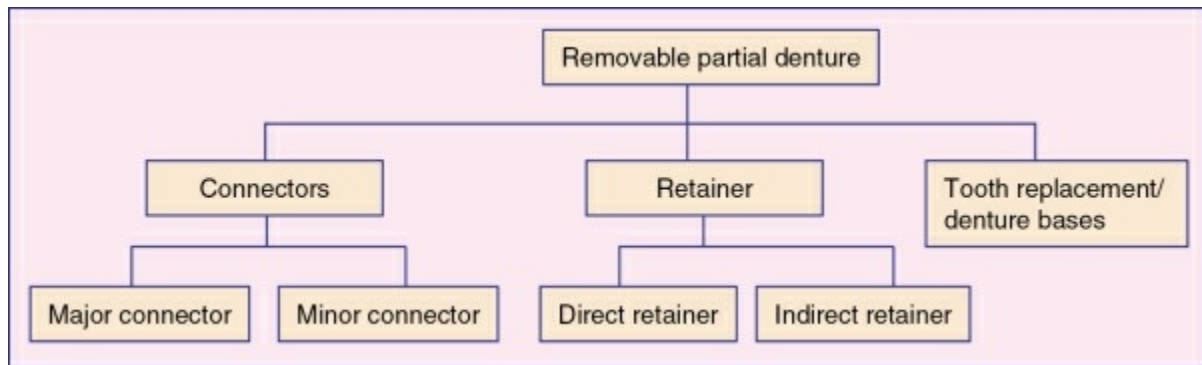 Removable partial denture
Connectors
Retainer
Tooth replacement/
denture bases
Major connector
Minor connector
Direct retainer
Indirect retainer